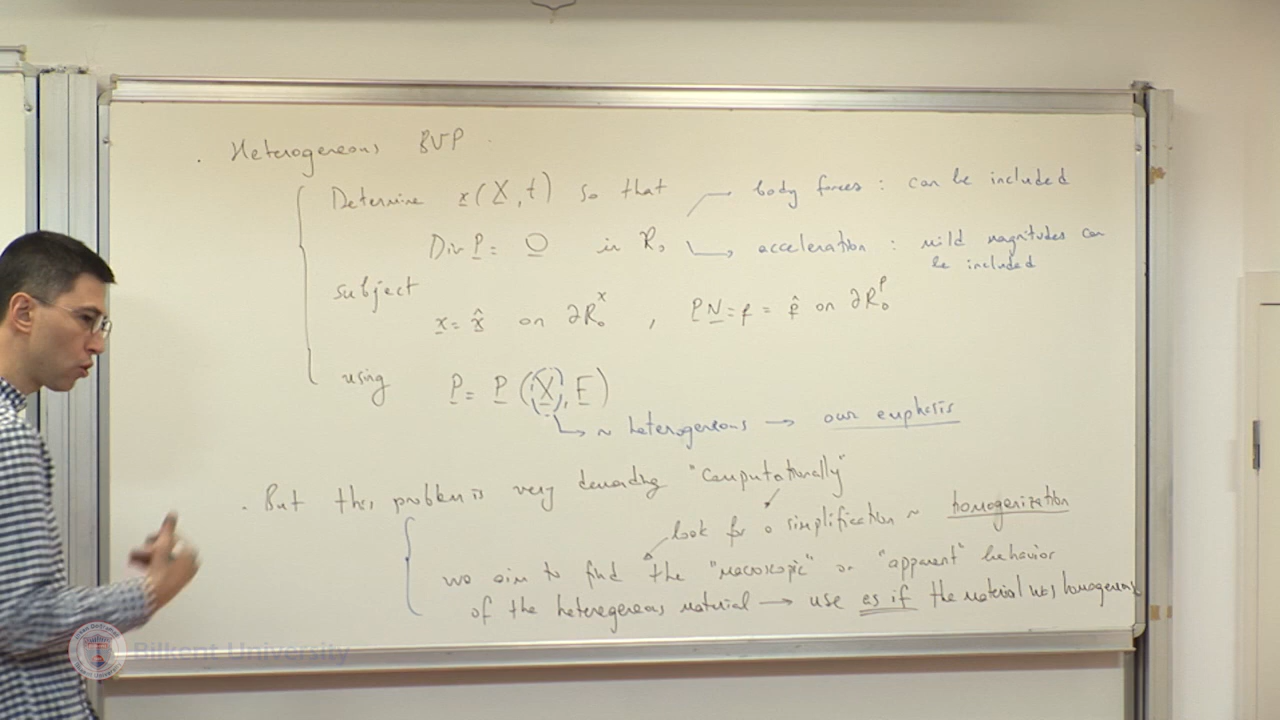 . Heterogeneous BVP.
Determine x(X,t) so that → body forces : can be included
Div P = 0 in R₀ → acceleration : mild magnitudes can
be included
subject
x = x̂ on ∂R₀ˣ , P N = p = p̂ on ∂R₀ᵖ
using P = P (X, F)
↳ ~ heterogeneous → our emphasis
. But this problem is very demanding "computationally"
look for a simplification ~ homogenization
we aim to find the "macroscopic" or "apparent" behavior
of the heterogeneous material → use as if the material was homogeneous
Bilkent University